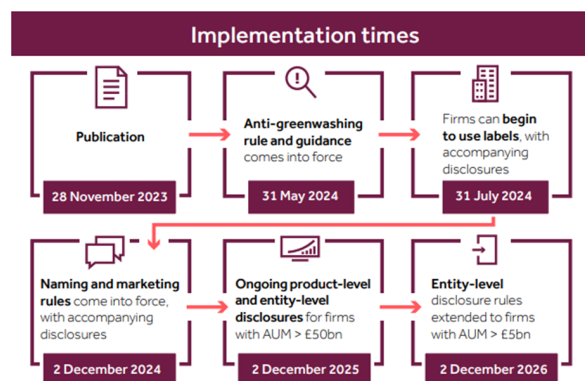 Implementation times
Publication
28 November 2023
Anti-greenwashing
rule and guidance
comes into force
31 May 2024
Firms can begin
to use labels, with
accompanying
disclosures
31 July 2024
Naming and marketing
rules come into force,
with accompanying
disclosures
2 December 2024
Ongoing product-level
and entity-level
disclosures for firms
with AUM > £50bn
2 December 2025
Entity-level
disclosure rules
extended to firms
with AUM > £5bn
2 December 2026